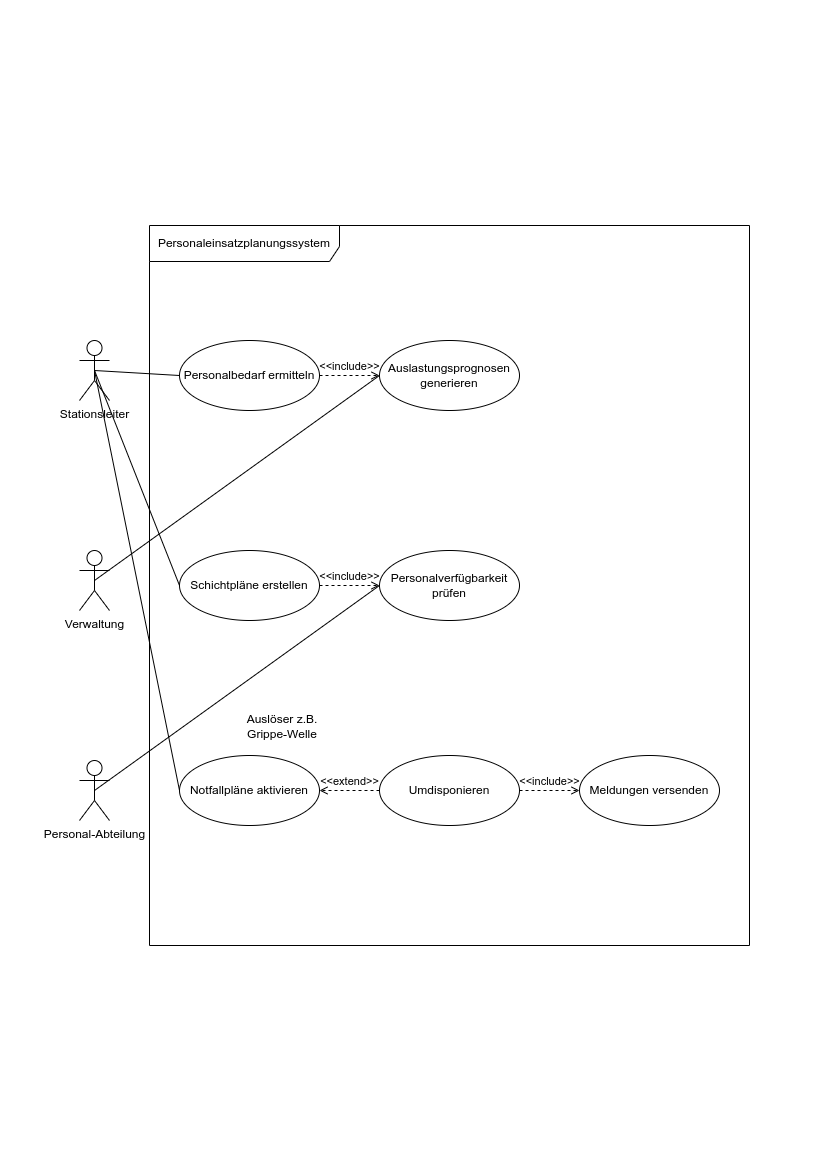 Personaleinsatzplanungssystem
Stationsleiter
Personalbedarf ermitteln
<<include>>
Auslastungsprognosen
generieren
Verwaltung
Schichtpläne erstellen
<<include>>
Personalverfügbarkeit
prüfen
Auslöser z.B.
Grippe-Welle
Personal-Abteilung
Notfallpläne aktivieren
<<extend>>
Umdisponieren
<<include>>
Meldungen versenden